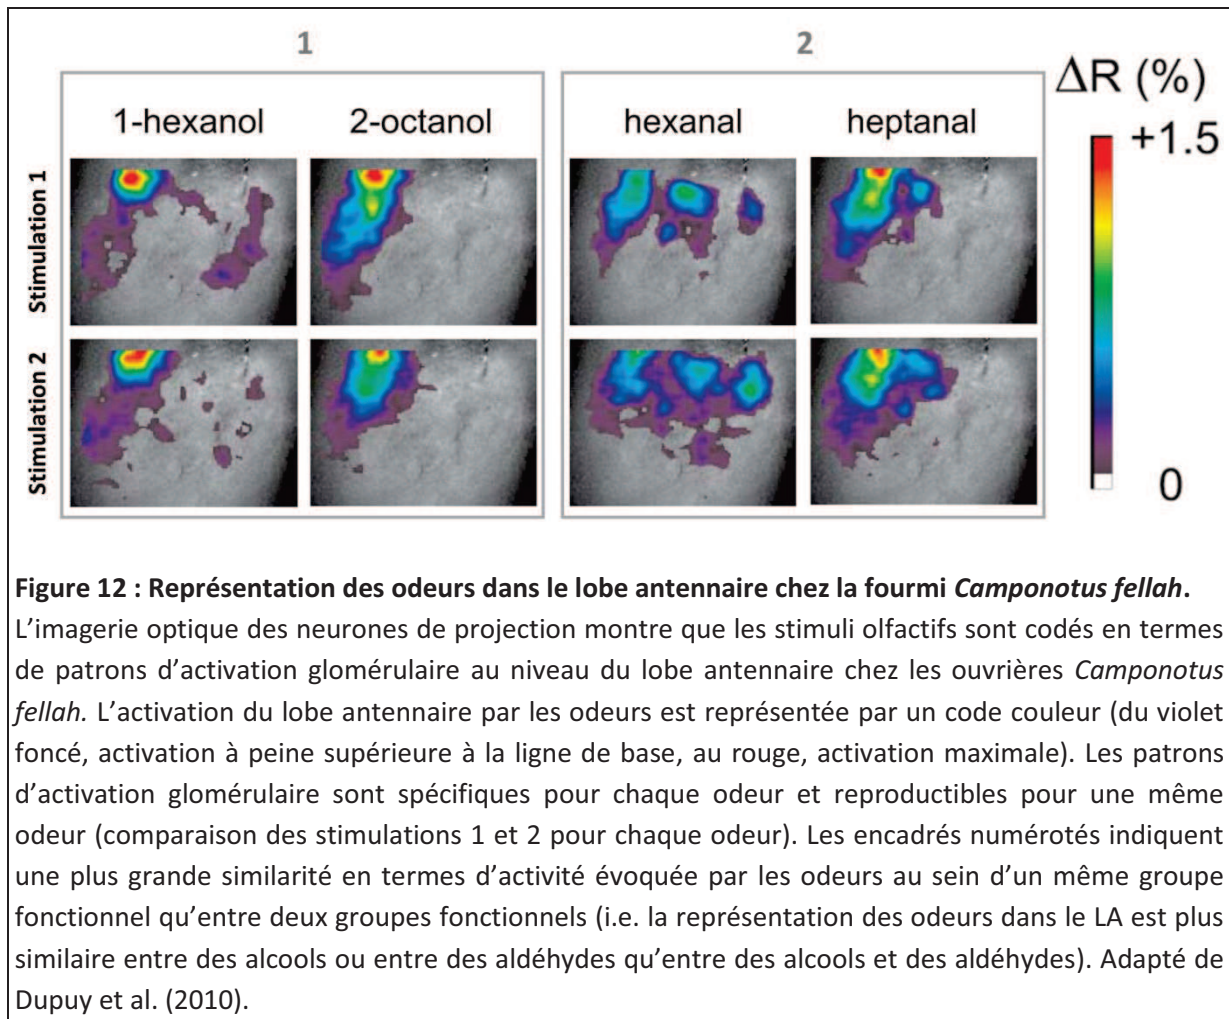 1
2
ΔR (%)
1-hexanol
2-octanol
hexanal
heptanal
+1.5
Stimulation 1
Stimulation 2
0
Figure 12 : Représentation des odeurs dans le lobe antennaire chez la fourmi Camponotus fellah.
L’imagerie optique des neurones de projection montre que les stimuli olfactifs sont codés en termes
de patrons d’activation glomérulaire au niveau du lobe antennaire chez les ouvrières Camponotus
fellah. L’activation du lobe antennaire par les odeurs est représentée par un code couleur (du violet
foncé, activation à peine supérieure à la ligne de base, au rouge, activation maximale). Les patrons
d’activation glomérulaire sont spécifiques pour chaque odeur et reproductibles pour une même
odeur (comparaison des stimulations 1 et 2 pour chaque odeur). Les encadrés numérotés indiquent
une plus grande similarité en termes d’activité évoquée par les odeurs au sein d’un même groupe
fonctionnel qu’entre deux groupes fonctionnels (i.e. la représentation des odeurs dans le LA est plus
similaire entre des alcools ou entre des aldéhydes qu’entre des alcools et des aldéhydes). Adapté de
Dupuy et al. (2010).